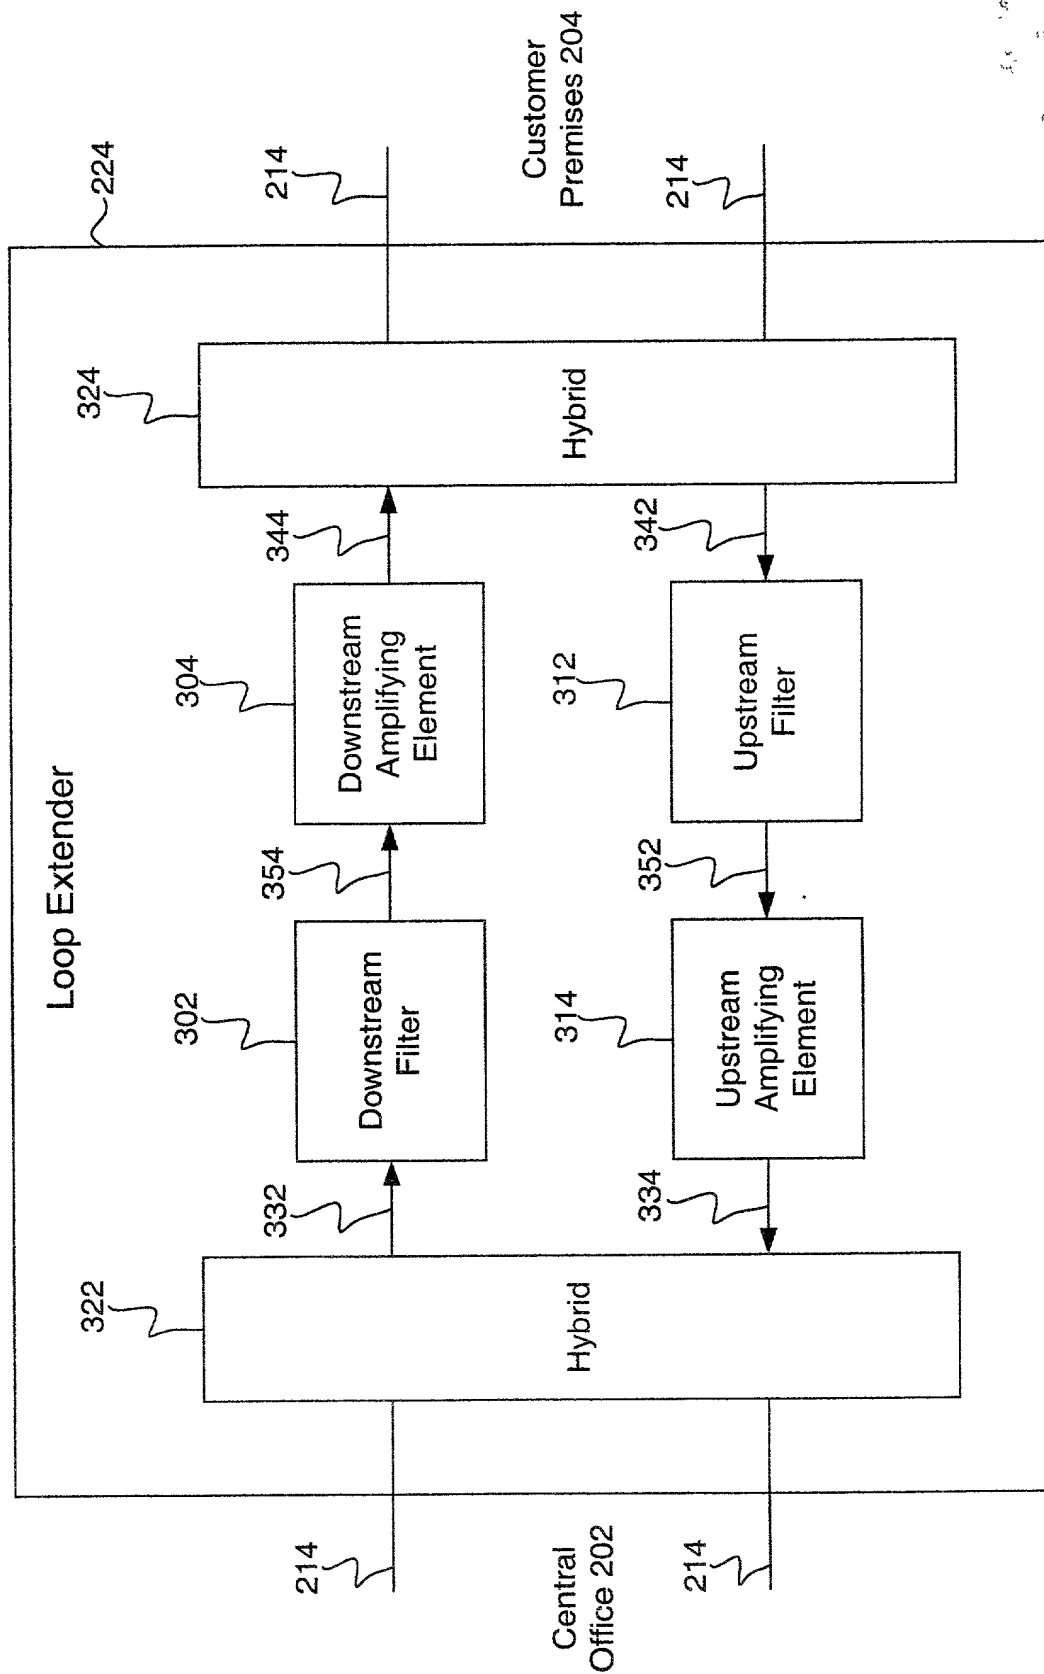 Loop Extender
224
322
324
302
304
332
354
344
214
214
Downstream
Filter
Downstream
Amplifying
Element
Hybrid
Hybrid
Central
Office 202
Customer
Premises 204
314
312
334
352
342
214
214
Upstream
Amplifying
Element
Upstream
Filter